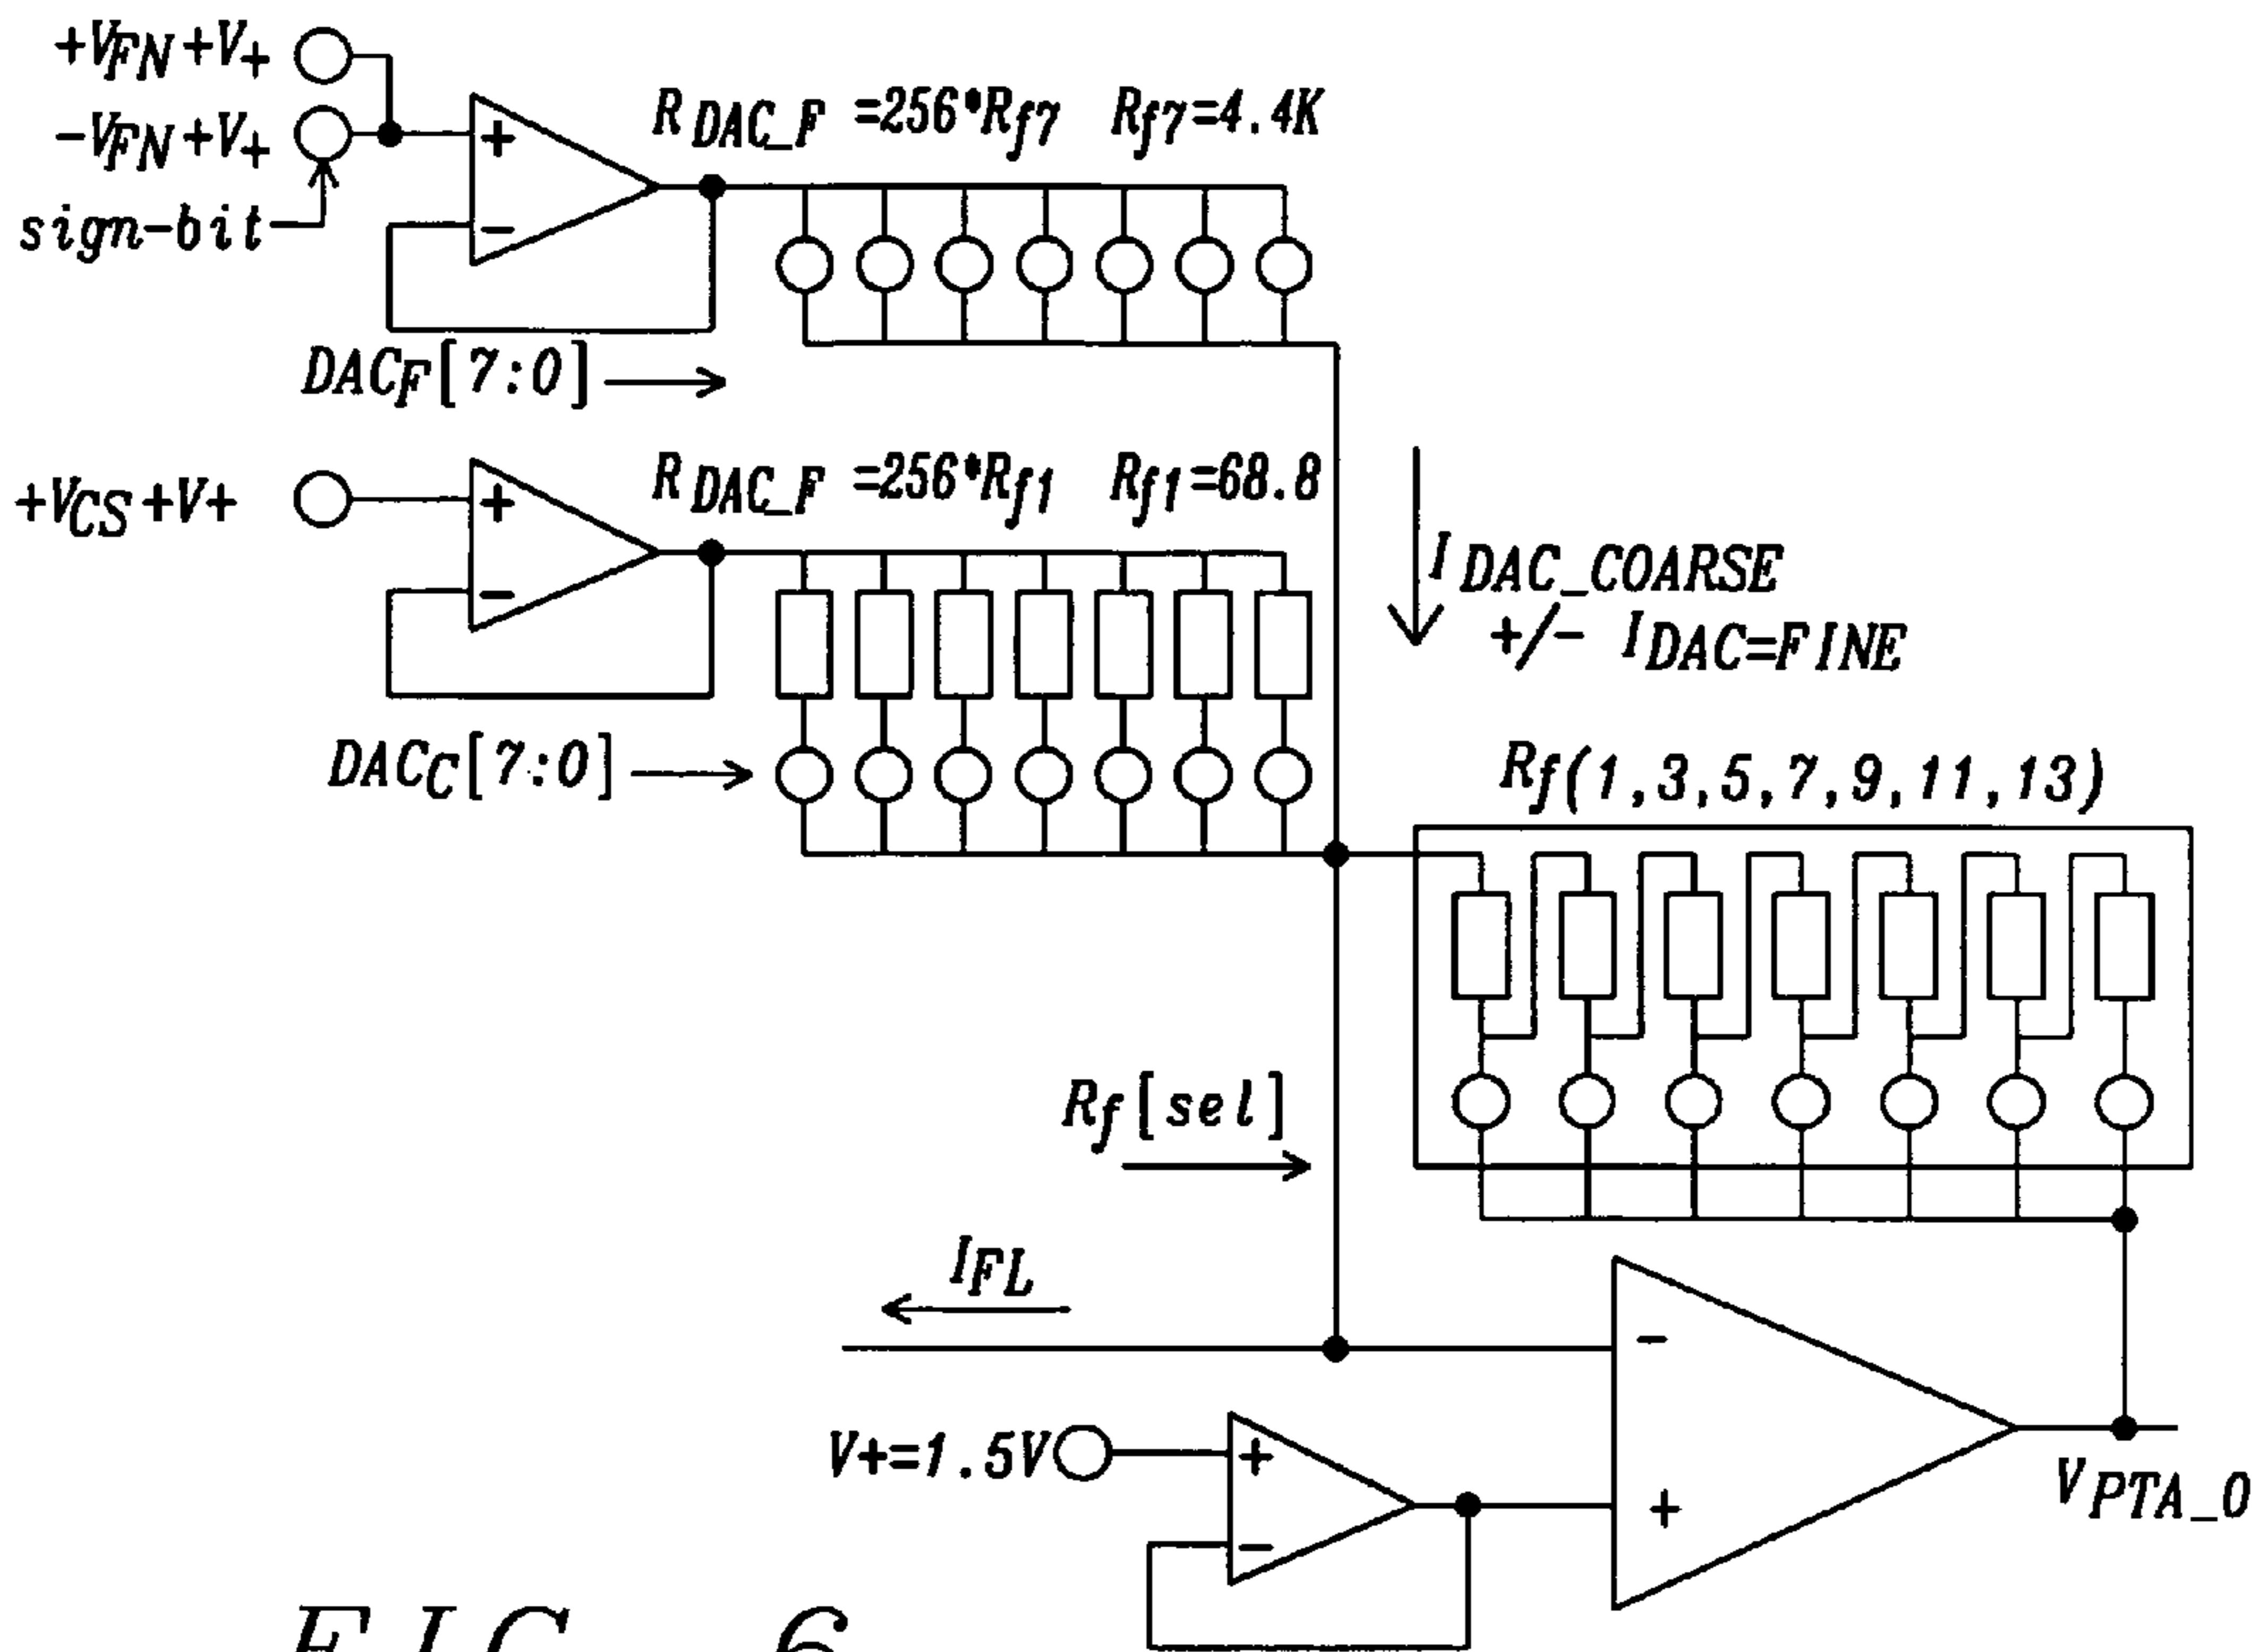 +VFN+V+
-VFN+V+
sign-bit
+
-
RDAC_F =256*Rf7 Rf7=4.4K
DACF[7:0]
+VCS+V+
+
-
RDAC_F =256*Rf1 Rf1=68.8
IDAC_COARSE
+/- IDAC=FINE
DACC[7:0]
Rf(1,3,5,7,9,11,13)
Rf[sel]
IFL
-
+
V+=1.5V
+
-
VPTA_0
FIG. 6